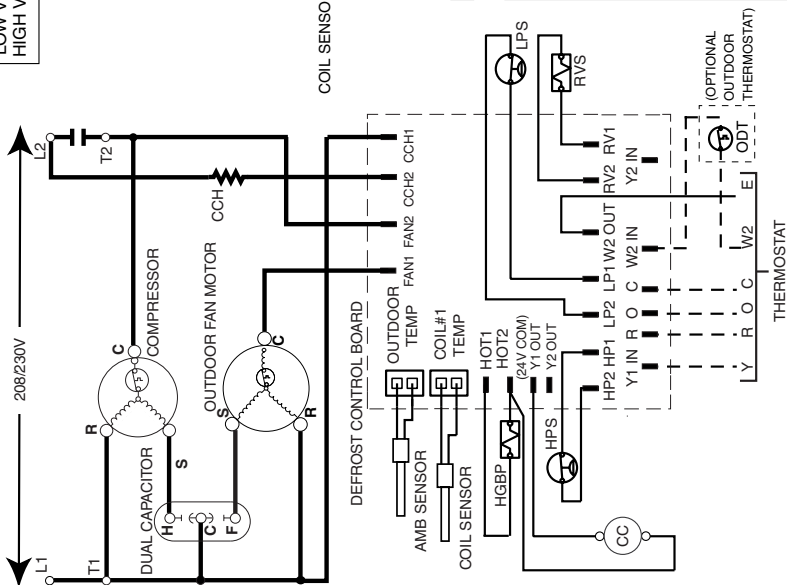 LOW V
HIGH V
COIL SENSO
208/230V
L1
L2
T1
T2
CCH
COMPRESSOR
C
R
S
OUTDOOR FAN MOTOR
C
S
R
DUAL CAPACITOR
H
C
F
DEFROST CONTROL BOARD
FAN1
FAN2
CCH2
CCH1
OUTDOOR
TEMP
COIL#1
TEMP
AMB SENSOR
COIL SENSOR
HOT1
HOT2
(24V COM)
Y1 OUT
Y2 OUT
HGBP
HPS
CC
HP2
HP1
LP2
LP1
W2 OUT
RV2
RV1
Y1 IN
R
O
C
W2 IN
Y2 IN
LPS
RVS
(OPTIONAL
OUTDOOR
THERMOSTAT)
ODT
Y
R
O
C
W2
E
THERMOSTAT